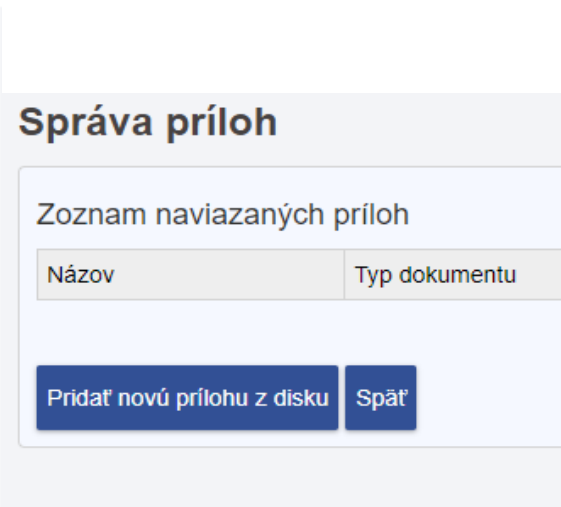 Správa príloh
Zoznam naviazaných príloh
Názov Typ dokumentu
Pridať novú prílohu z disku Späť